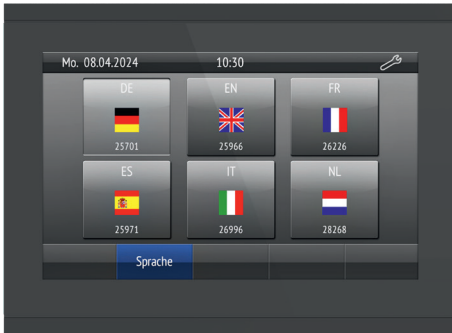 Mo. 08.04.2024 10:30
DE EN FR
25701 25966 26226
ES IT NL
25971 26996 28268
Sprache